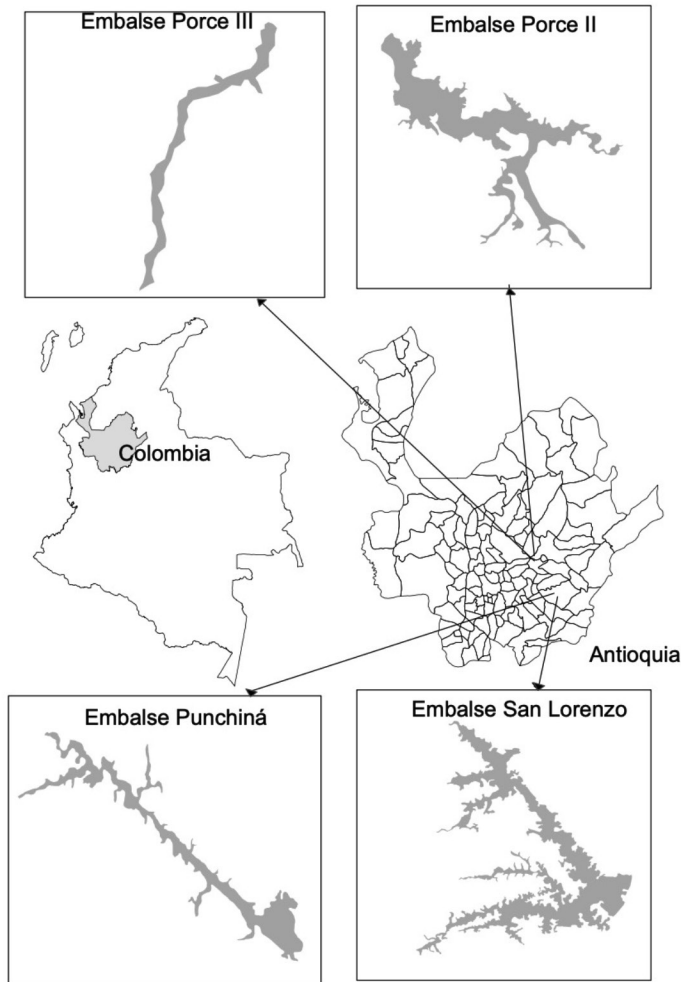 Embalse Porce III
Embalse Porce II
Colombia
Antioquia
Embalse Punchiná
Embalse San Lorenzo